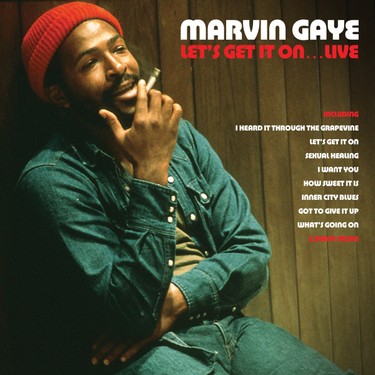 MARVIN GAYE
LET'S GET IT ON...LIVE
INCLUDING
I HEARD IT THROUGH THE GRAPEVINE
LET'S GET IT ON
SEXUAL HEALING
I WANT YOU
HOW SWEET IT IS
INNER CITY BLUES
GOT TO GIVE IT UP
WHAT'S GOING ON